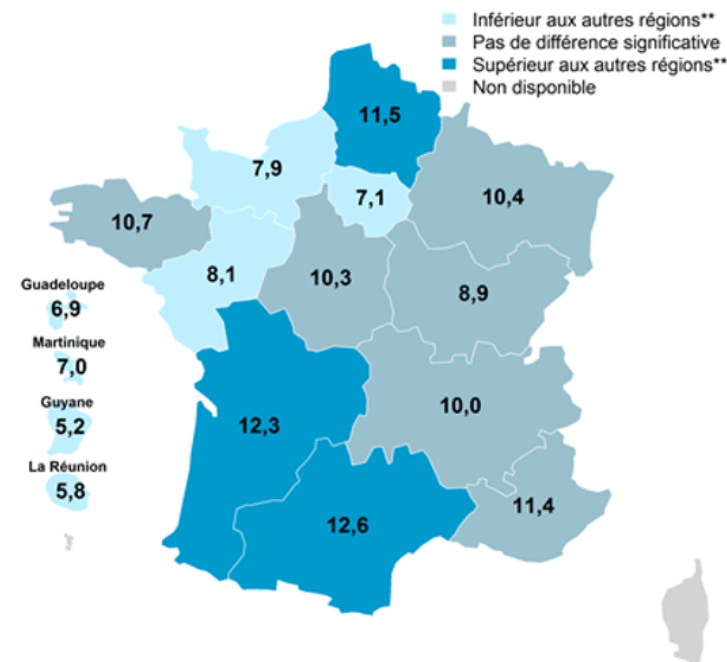 Inférieur aux autres régions**
Pas de différence significative
Supérieur aux autres régions**
Non disponible
11,5
7,9
7,1
10,4
10,7
8,1
10,3
8,9
Guadeloupe
6,9
Martinique
7,0
Guyane
5,2
La Réunion
5,8
12,3
10,0
12,6
11,4